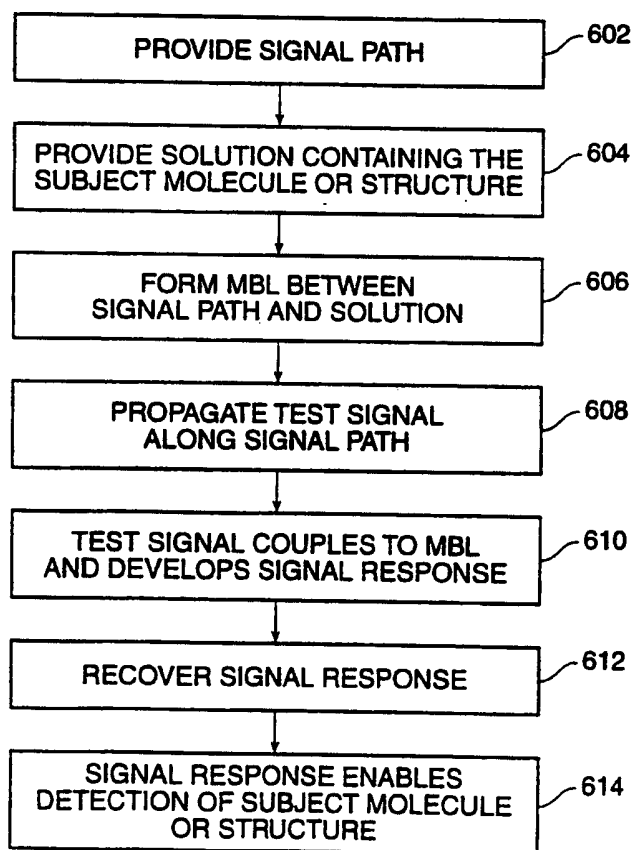 PROVIDE SIGNAL PATH
602
PROVIDE SOLUTION CONTAINING THE
SUBJECT MOLECULE OR STRUCTURE
604
FORM MBL BETWEEN
SIGNAL PATH AND SOLUTION
606
PROPAGATE TEST SIGNAL
ALONG SIGNAL PATH
608
TEST SIGNAL COUPLES TO MBL
AND DEVELOPS SIGNAL RESPONSE
610
RECOVER SIGNAL RESPONSE
612
SIGNAL RESPONSE ENABLES
DETECTION OF SUBJECT MOLECULE
OR STRUCTURE
614